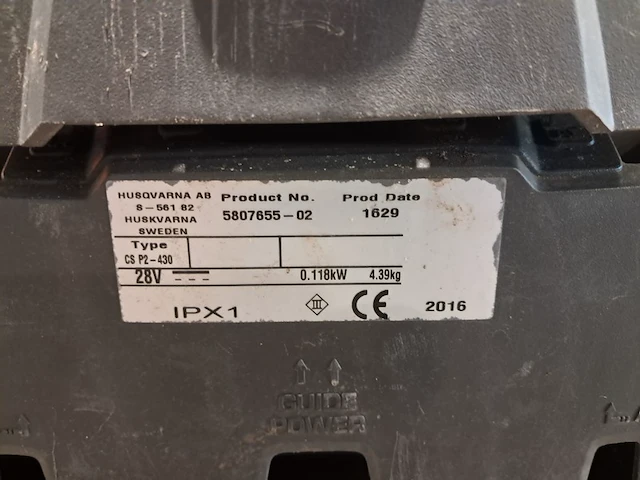 HUSQVARNA AB
S-561 82
HUSKVARNA
SWEDEN
Product No.
5807655-02
Prod Date
1629
Type
CS P2-430
28V 0.118kW 4.39kg
IPX1 III CE 2016
GUIDE
POWER